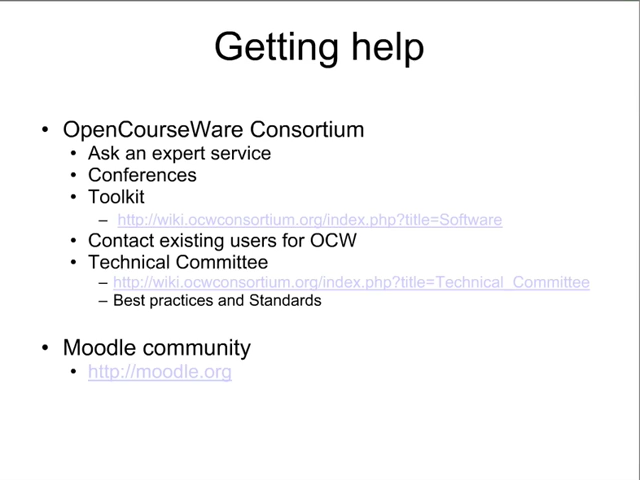 Getting help
• OpenCourseWare Consortium
• Ask an expert service
• Conferences
• Toolkit
– http://wiki.ocwconsortium.org/index.php?title=Software
• Contact existing users for OCW
• Technical Committee
– http://wiki.ocwconsortium.org/index.php?title=Technical_Committee
– Best practices and Standards
• Moodle community
• http://moodle.org